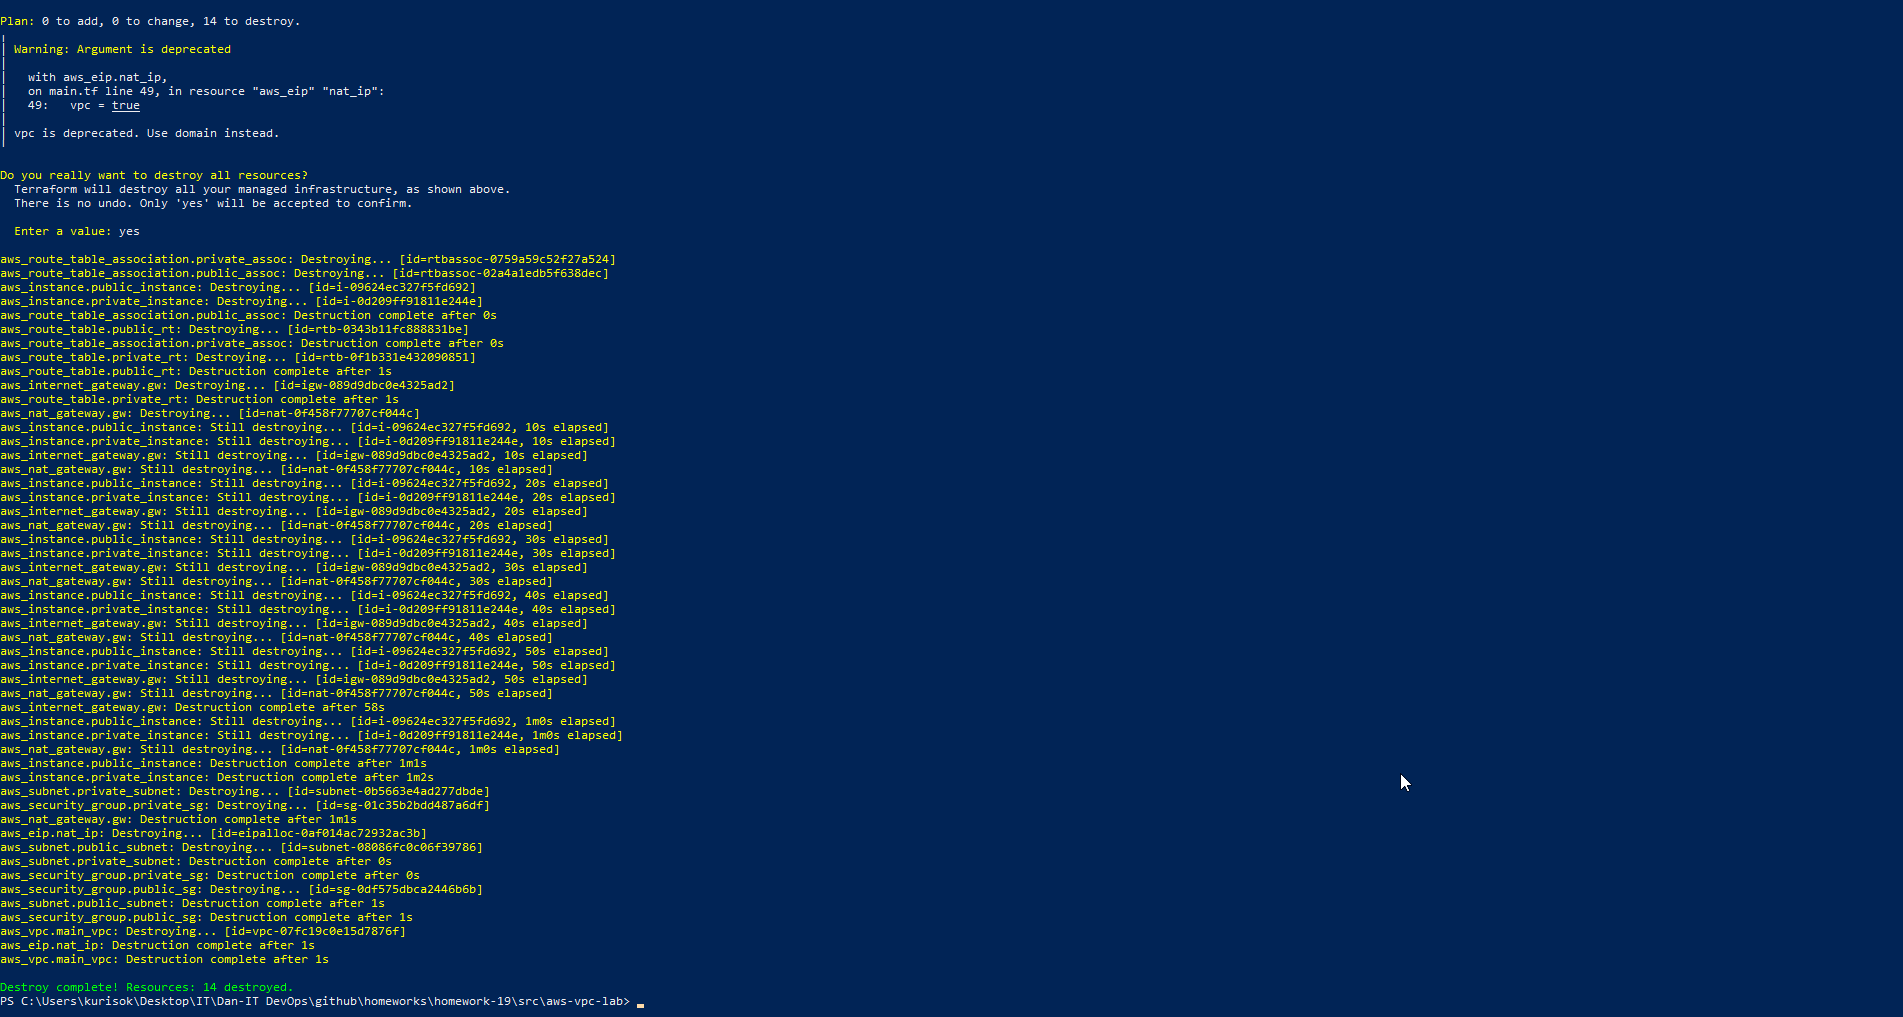 Plan: 0 to add, 0 to change, 14 to destroy.
Warning: Argument is deprecated
with aws_eip.nat_ip,
on main.tf line 49, in resource "aws_eip" "nat_ip":
49:   vpc = true
vpc is deprecated. Use domain instead.
Do you really want to destroy all resources?
Terraform will destroy all your managed infrastructure, as shown above.
There is no undo. Only 'yes' will be accepted to confirm.
Enter a value: yes
aws_route_table_association.private_assoc: Destroying... [id=rtbassoc-0759a59c52f27a524]
aws_route_table_association.public_assoc: Destroying... [id=rtbassoc-02a4a1edb5f638dec]
aws_instance.public_instance: Destroying... [id=i-09624ec327f5fd692]
aws_instance.private_instance: Destroying... [id=i-0d209ff91811e244e]
aws_route_table_association.public_assoc: Destruction complete after 0s
aws_route_table.public_rt: Destroying... [id=rtb-0343b11fc888831be]
aws_route_table_association.private_assoc: Destruction complete after 0s
aws_route_table.private_rt: Destroying... [id=rtb-0f1b331e432090851]
aws_route_table.public_rt: Destruction complete after 1s
aws_internet_gateway.gw: Destroying... [id=igw-089d9dbc0e4325ad2]
aws_route_table.private_rt: Destruction complete after 1s
aws_nat_gateway.gw: Destroying... [id=nat-0f458f77707cf044c]
aws_instance.public_instance: Still destroying... [id=i-09624ec327f5fd692, 10s elapsed]
aws_instance.private_instance: Still destroying... [id=i-0d209ff91811e244e, 10s elapsed]
aws_internet_gateway.gw: Still destroying... [id=igw-089d9dbc0e4325ad2, 10s elapsed]
aws_nat_gateway.gw: Still destroying... [id=nat-0f458f77707cf044c, 10s elapsed]
aws_instance.public_instance: Still destroying... [id=i-09624ec327f5fd692, 20s elapsed]
aws_instance.private_instance: Still destroying... [id=i-0d209ff91811e244e, 20s elapsed]
aws_internet_gateway.gw: Still destroying... [id=igw-089d9dbc0e4325ad2, 20s elapsed]
aws_nat_gateway.gw: Still destroying... [id=nat-0f458f77707cf044c, 20s elapsed]
aws_instance.public_instance: Still destroying... [id=i-09624ec327f5fd692, 30s elapsed]
aws_instance.private_instance: Still destroying... [id=i-0d209ff91811e244e, 30s elapsed]
aws_internet_gateway.gw: Still destroying... [id=igw-089d9dbc0e4325ad2, 30s elapsed]
aws_nat_gateway.gw: Still destroying... [id=nat-0f458f77707cf044c, 30s elapsed]
aws_instance.public_instance: Still destroying... [id=i-09624ec327f5fd692, 40s elapsed]
aws_instance.private_instance: Still destroying... [id=i-0d209ff91811e244e, 40s elapsed]
aws_internet_gateway.gw: Still destroying... [id=igw-089d9dbc0e4325ad2, 40s elapsed]
aws_nat_gateway.gw: Still destroying... [id=nat-0f458f77707cf044c, 40s elapsed]
aws_instance.public_instance: Still destroying... [id=i-09624ec327f5fd692, 50s elapsed]
aws_instance.private_instance: Still destroying... [id=i-0d209ff91811e244e, 50s elapsed]
aws_internet_gateway.gw: Still destroying... [id=igw-089d9dbc0e4325ad2, 50s elapsed]
aws_nat_gateway.gw: Still destroying... [id=nat-0f458f77707cf044c, 50s elapsed]
aws_internet_gateway.gw: Destruction complete after 58s
aws_instance.public_instance: Still destroying... [id=i-09624ec327f5fd692, 1m0s elapsed]
aws_instance.private_instance: Still destroying... [id=i-0d209ff91811e244e, 1m0s elapsed]
aws_nat_gateway.gw: Still destroying... [id=nat-0f458f77707cf044c, 1m0s elapsed]
aws_instance.public_instance: Destruction complete after 1m1s
aws_instance.private_instance: Destruction complete after 1m2s
aws_subnet.private_subnet: Destroying... [id=subnet-0b5663e4ad277dbde]
aws_security_group.private_sg: Destroying... [id=sg-01c35b2bdd487a6df]
aws_nat_gateway.gw: Destruction complete after 1m1s
aws_eip.nat_ip: Destroying... [id=eipalloc-0af014ac72932ac3b]
aws_subnet.public_subnet: Destroying... [id=subnet-08086fc0c06f39786]
aws_subnet.private_subnet: Destruction complete after 0s
aws_security_group.private_sg: Destruction complete after 0s
aws_security_group.public_sg: Destroying... [id=sg-0df575dbca2446b6b]
aws_subnet.public_subnet: Destruction complete after 1s
aws_security_group.public_sg: Destruction complete after 1s
aws_vpc.main_vpc: Destroying... [id=vpc-07fc19c0e15d7876f]
aws_eip.nat_ip: Destruction complete after 1s
aws_vpc.main_vpc: Destruction complete after 1s
Destroy complete! Resources: 14 destroyed.
PS C:\Users\kurisok\Desktop\IT\Dan-IT DevOps\github\homeworks\homework-19\src\aws-vpc-lab>